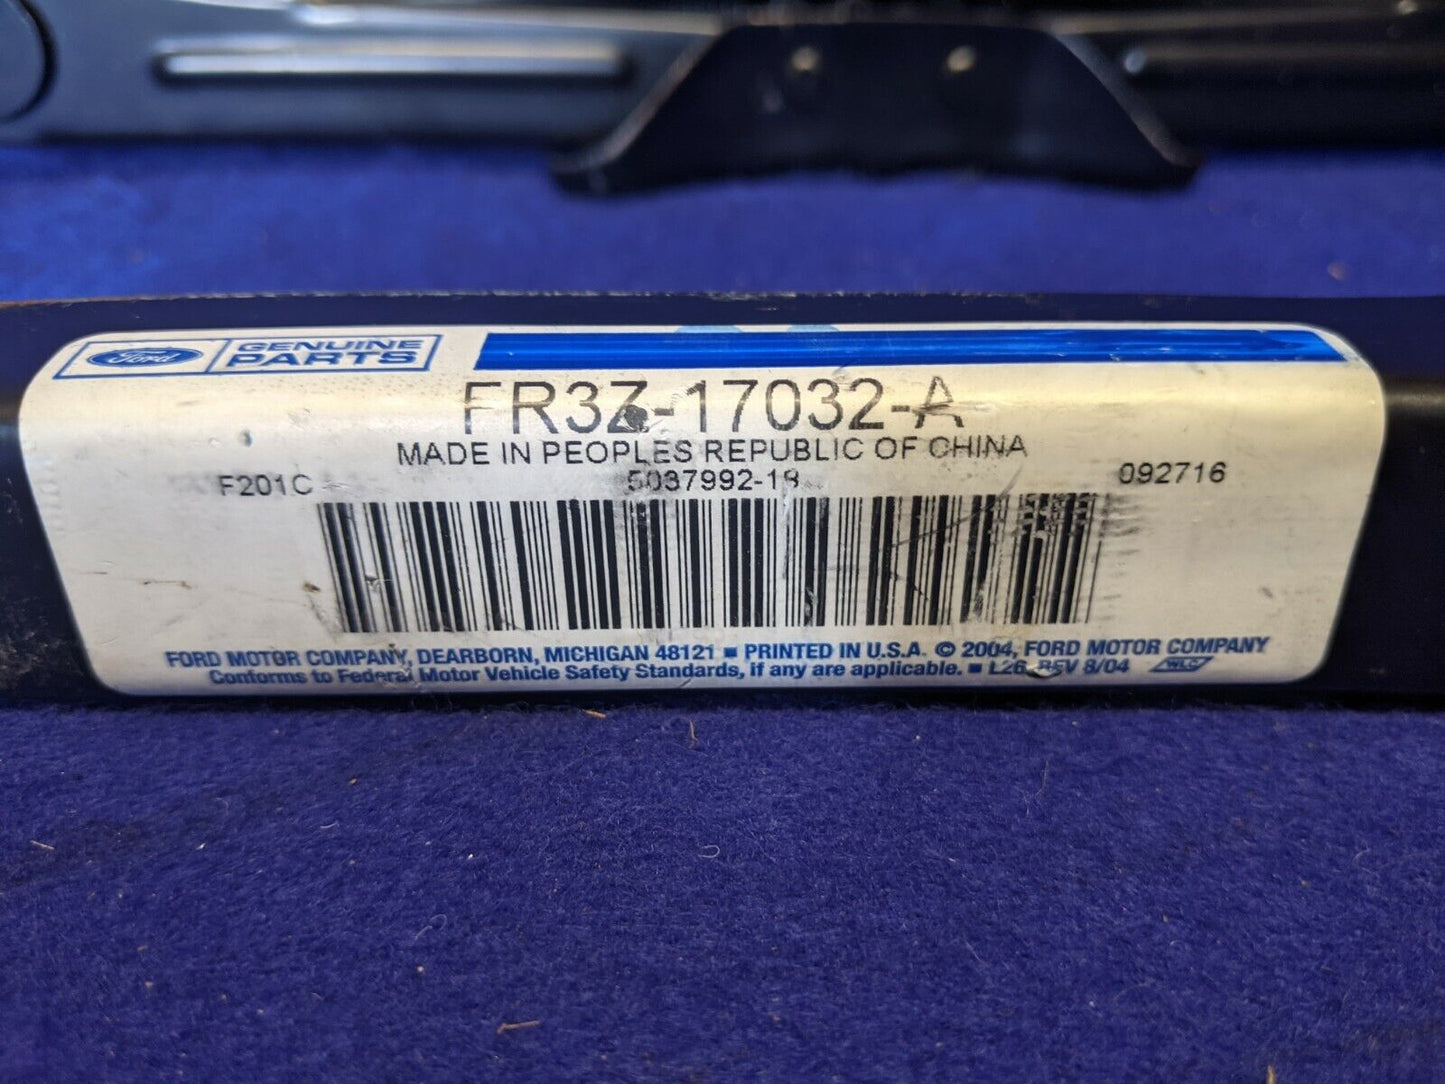 Ford GENUINE PARTS
FR3Z-17032-A
MADE IN PEOPLES REPUBLIC OF CHINA
F201C 5037992-18 092716
FORD MOTOR COMPANY, DEARBORN, MICHIGAN 48121 ■ PRINTED IN U.S.A. © 2004, FORD MOTOR COMPANY
Conforms to Federal Motor Vehicle Safety Standards, if any are applicable. ■ L26 REV 8/04 WLC